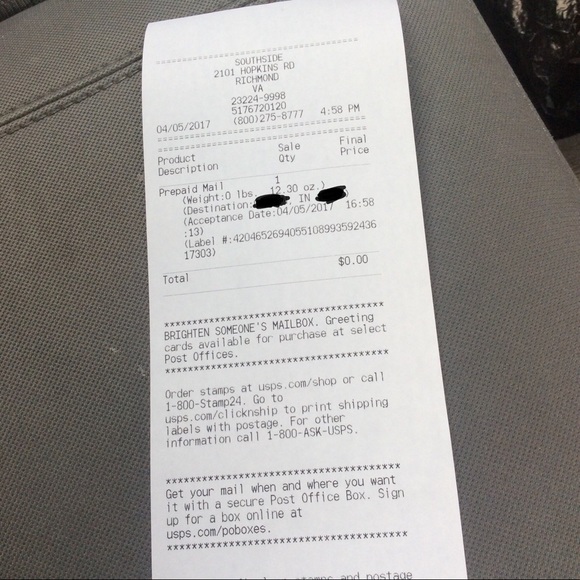 ==================================
SOUTHSIDE
2101 HOPKINS RD
RICHMOND
VA
23224-9998
5176720120
04/05/2017 (800)275-8777 4:58 PM
==================================
==================================
Product Sale Final
Description Qty Price
Prepaid Mail 1
(Weight:0 lbs. 12.30 oz.)
(Destination: IN
(Acceptance Date:04/05/2017 16:58
:13)
(Label #:4204652694055108993592436
17303)
Total $0.00
**********************************
BRIGHTEN SOMEONE'S MAILBOX. Greeting
cards available for purchase at select
Post Offices.
**********************************
Order stamps at usps.com/shop or call
1-800-Stamp24. Go to
usps.com/clicknship to print shipping
labels with postage. For other
information call 1-800-ASK-USPS.
**********************************
Get your mail when and where you want
it with a secure Post Office Box. Sign
up for a box online at
usps.com/poboxes.
**********************************
stamps and postage